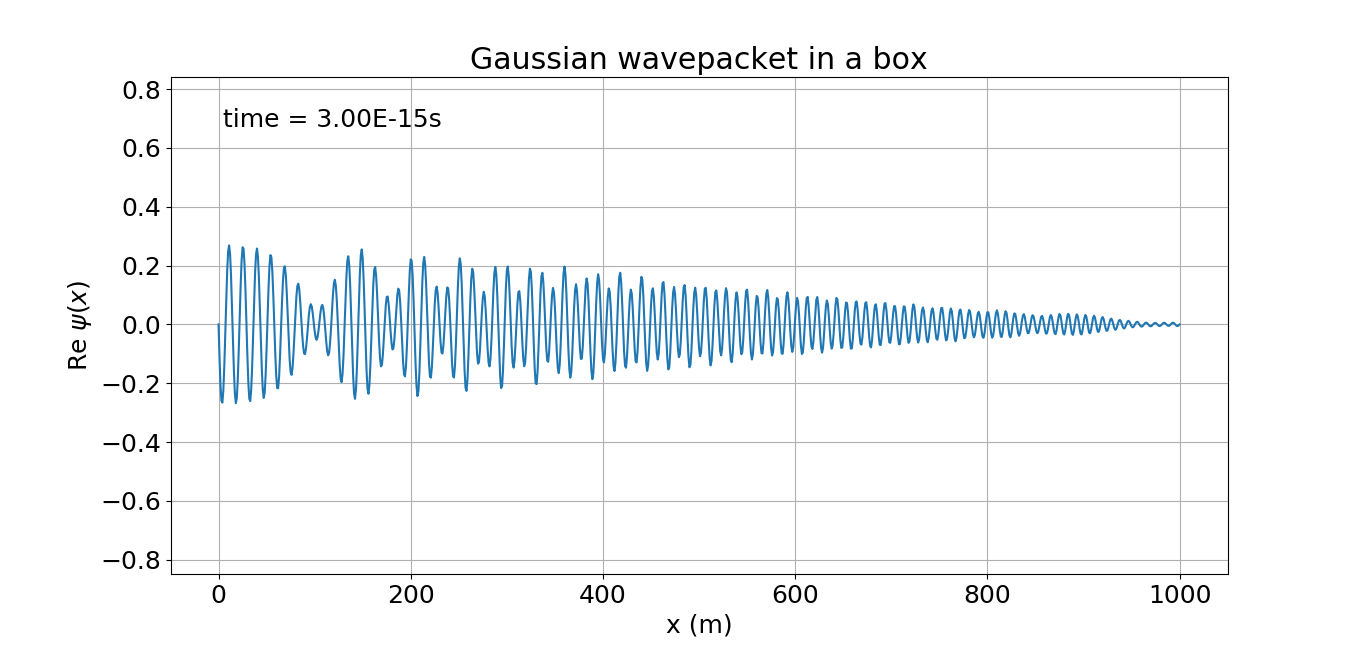 Gaussian wavepacket in a box
time = 3.00E-15s
0.8
0.6
0.4
0.2
0.0
−0.2
−0.4
−0.6
−0.8
Re ψ(x)
0 200 400 600 800 1000
x (m)